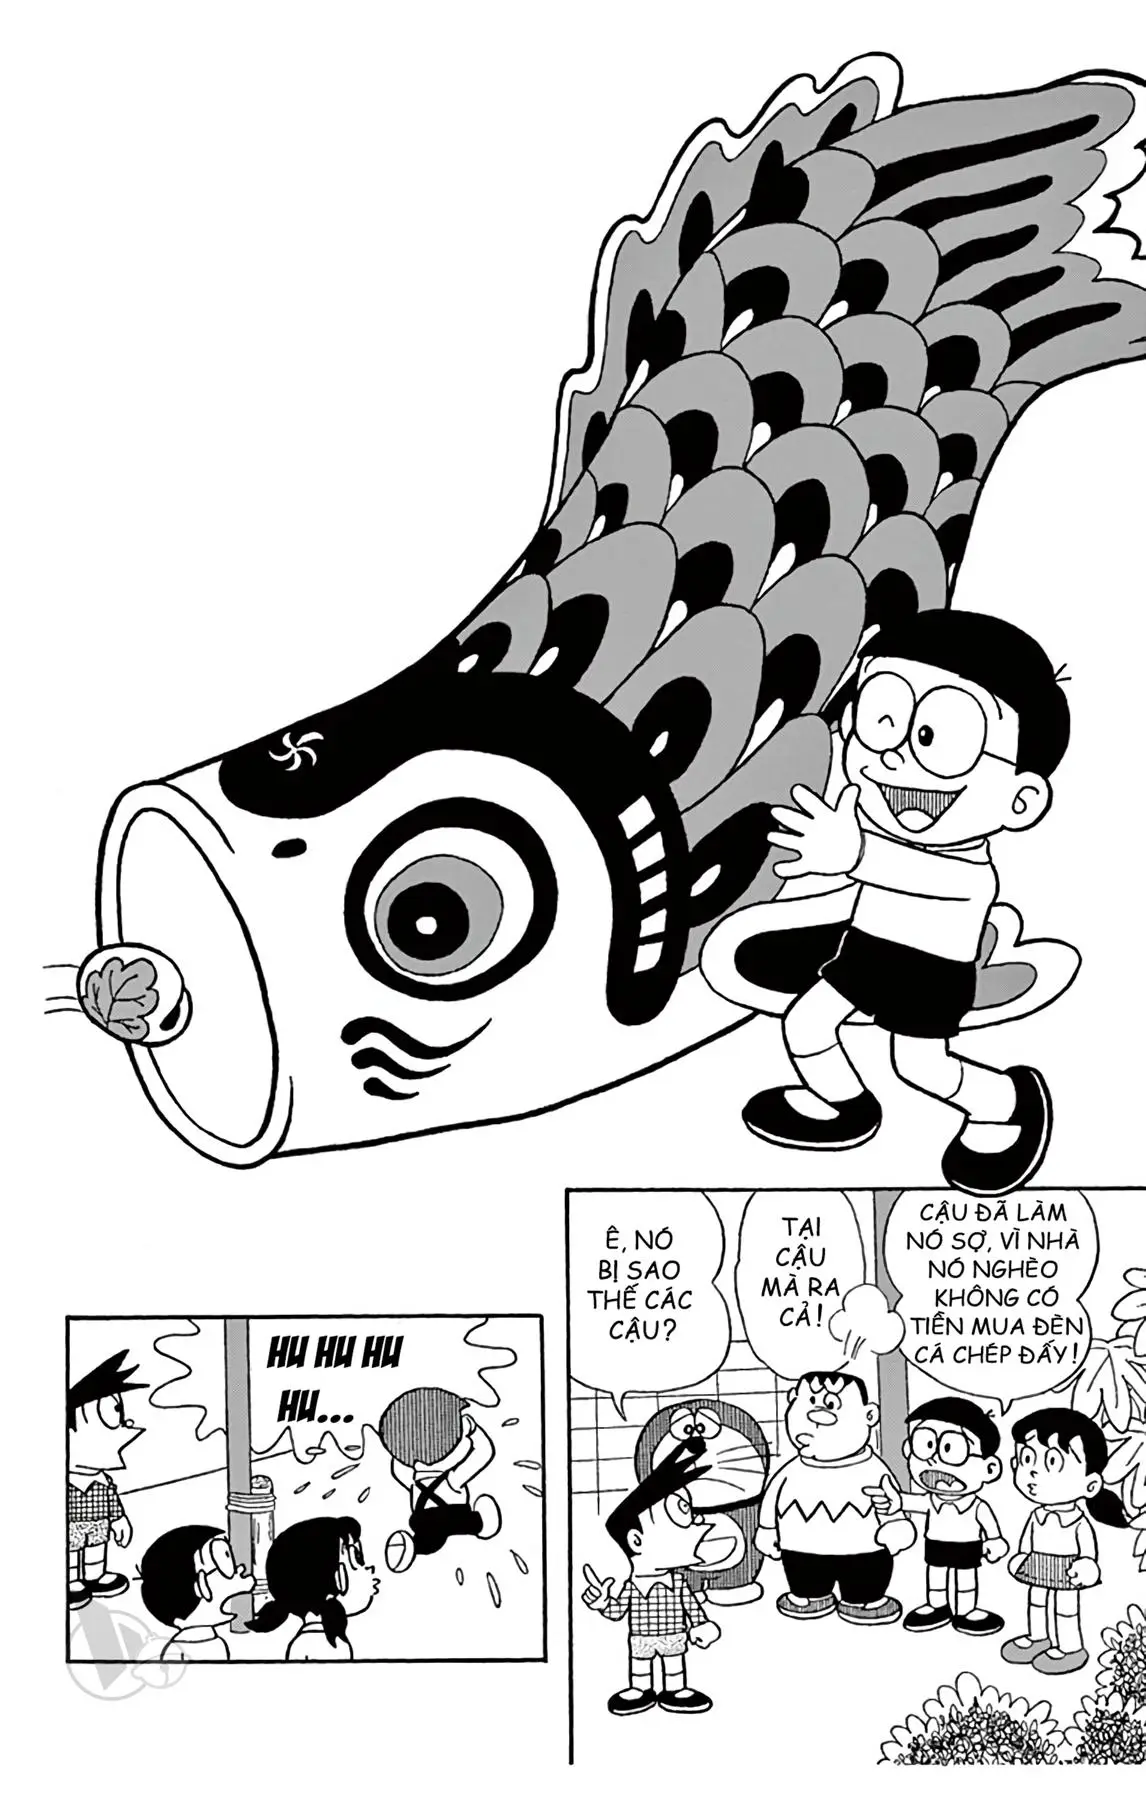 HU HU HU
HU...
Ê, NÓ
BỊ SAO
THẾ CÁC
CẬU?
TẠI
CẬU
MÀ RA
CẢ!
CẬU ĐÃ LÀM
NÓ SỢ, VÌ NHÀ
NÓ NGHÈO
KHÔNG CÓ
TIỀN MUA ĐÈN
CÁ CHÉP ĐẤY!